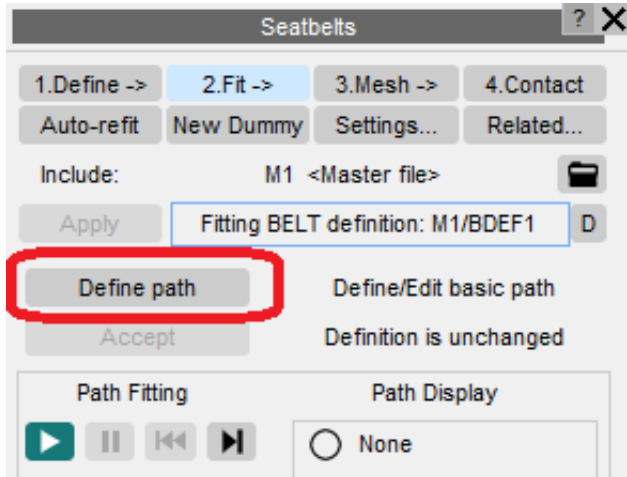 Seatbelts ?
1.Define -> 2.Fit -> 3.Mesh -> 4.Contact
Auto-refit New Dummy Settings... Related...
Include: M1 <Master file>
Apply Fitting BELT definition: M1/BDEF1 D
Define path Define/Edit basic path
Accept Definition is unchanged
Path Fitting Path Display
None